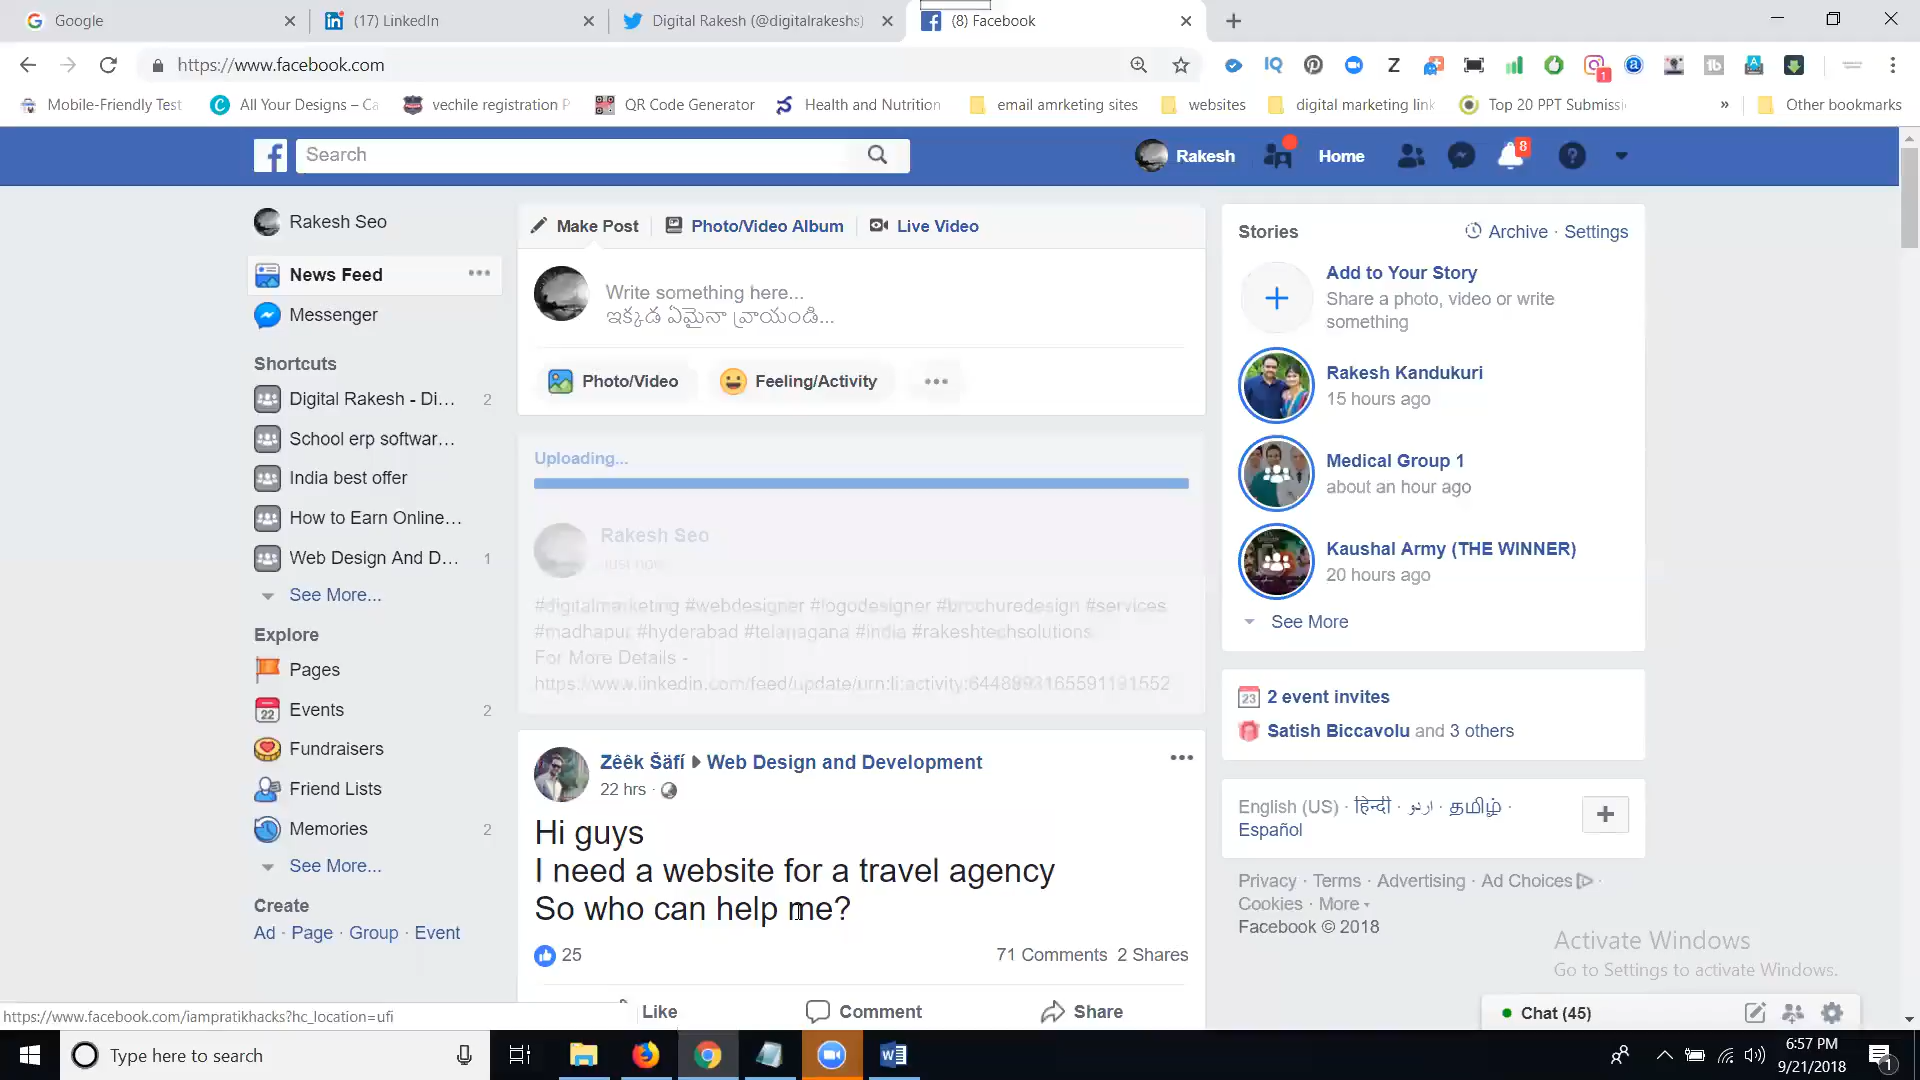 Google
(17) LinkedIn
Digital Rakesh (@digitalrakeshs)
(8) Facebook
https://www.facebook.com
Mobile-Friendly Test
All Your Designs – Ca
vechile registration P
QR Code Generator
Health and Nutrition
email amrketing sites
websites
digital marketing link
Top 20 PPT Submissi
Other bookmarks
Search
Rakesh
Home
8
Rakesh Seo
News Feed
Messenger
Shortcuts
Digital Rakesh - Di... 2
School erp softwar...
India best offer
How to Earn Online...
Web Design And D... 1
See More...
Explore
Pages
Events 2
Fundraisers
Friend Lists
Memories 2
See More...
Create
Ad · Page · Group · Event
Make Post
Photo/Video Album
Live Video
Write something here...
ఇక్కడ ఏమైనా వ్రాయండి...
Photo/Video
Feeling/Activity
Uploading...
Rakesh Seo
Just now
#digitalmarketing #webdesigner #logodesigner #brochuredesign #services
#madhapur #hyderabad #telanagana #india #rakeshtechsolutions
For More Details -
Zêêk Šäfí Web Design and Development
22 hrs ·
Hi guys
I need a website for a travel agency
So who can help me?
25
71 Comments 2 Shares
Like
Comment
Share
Stories
Archive · Settings
Add to Your Story
Share a photo, video or write
something
Rakesh Kandukuri
15 hours ago
Medical Group 1
about an hour ago
Kaushal Army (THE WINNER)
20 hours ago
See More
23
2 event invites
Satish Biccavolu and 3 others
English (US) · हिन्दी · اردو · தமிழ் ·
Español
Privacy · Terms · Advertising · Ad Choices ·
Cookies · More
Facebook © 2018
Activate Windows
Go to Settings to activate Windows.
Chat (45)
https://www.facebook.com/iampratikhacks?hc_location=ufi
Type here to search
6:57 PM
9/21/2018
1